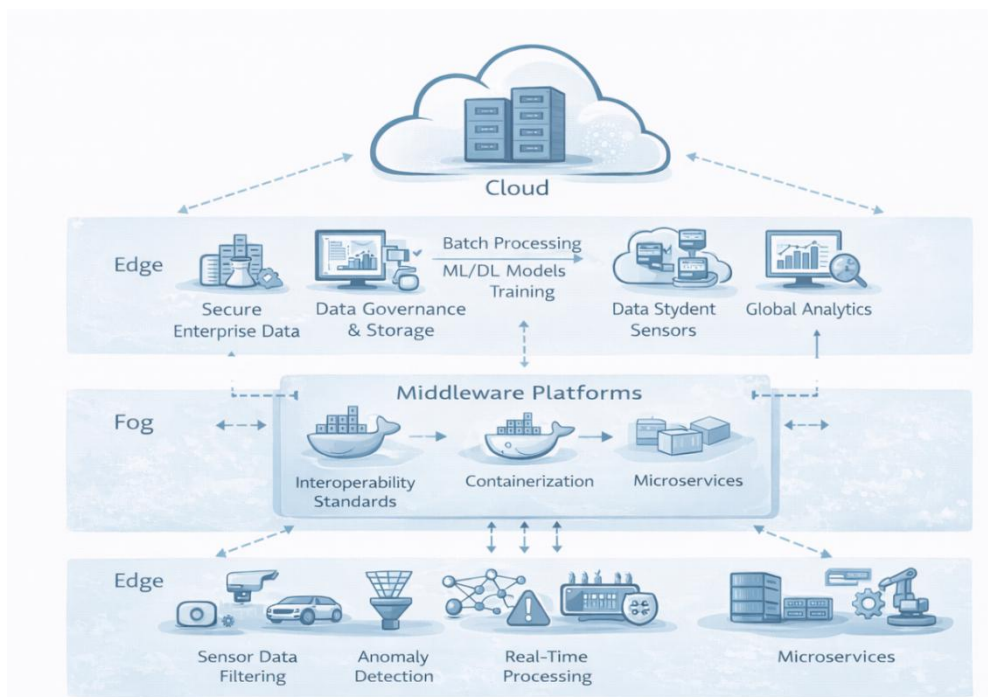 Cloud
Edge
Batch Processing
ML/DL Models
Training
Secure
Enterprise Data
Data Governance
& Storage
Data Stydent
Sensors
Global Analytics
Fog
Middleware Platforms
Interoperability
Standards
Containerization
Microservices
Edge
Sensor Data
Filtering
Anomaly
Detection
Real-Time
Processing
Microservices